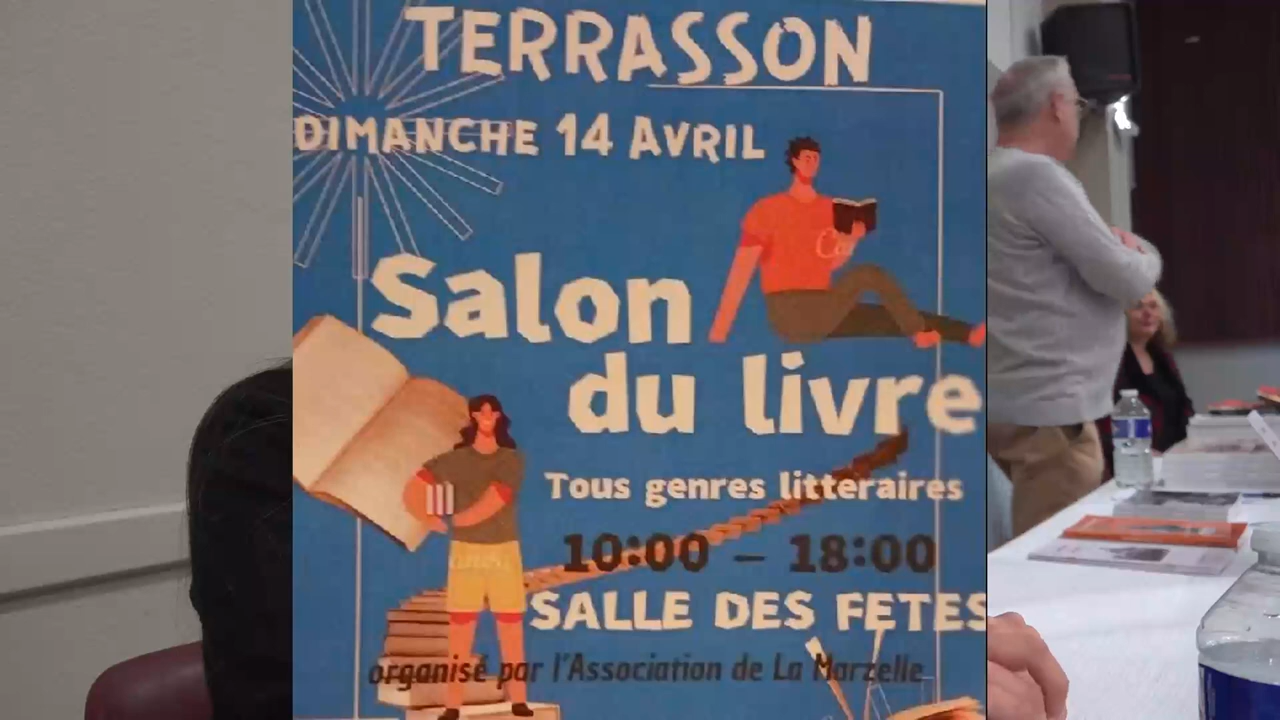 TERRASSON
DIMANCHE 14 AVRIL
Salon
du livre
Tous genres litteraires
10:00 – 18:00
SALLE DES FETES
organisé par l'Association de La Marzelle